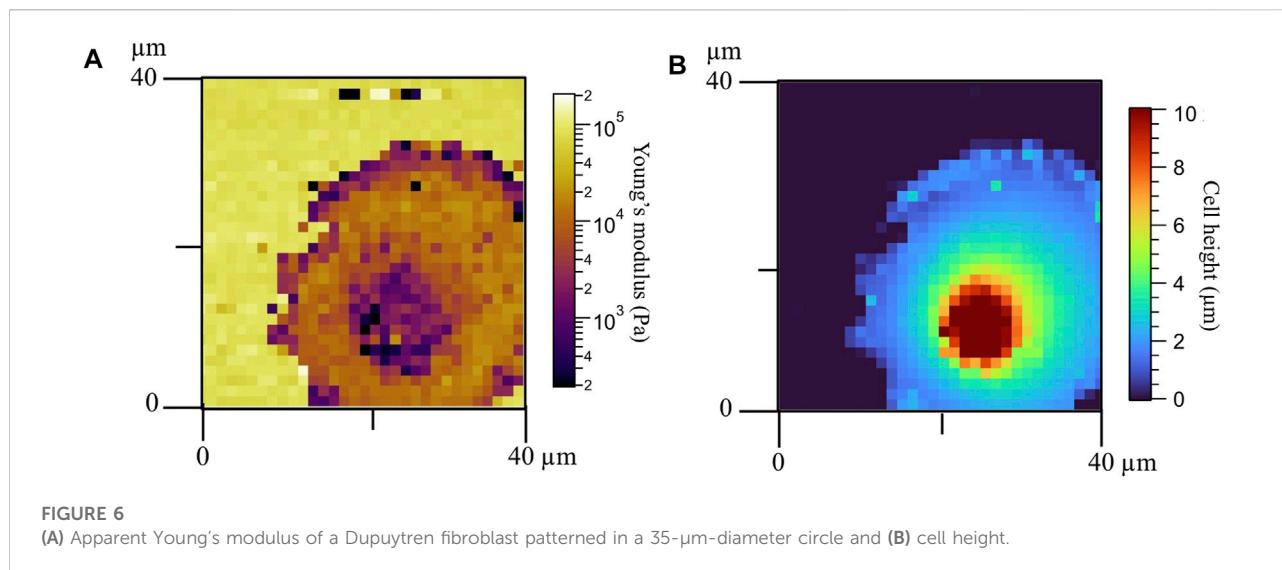 A
µm
40
0
0
40 µm
2
10⁵
4
2
10⁴
4
2
10³
4
2
Young's modulus (Pa)
B
µm
40
0
0
40 µm
10
8
6
4
2
0
Cell height (µm)
FIGURE 6
(A) Apparent Young's modulus of a Dupuytren fibroblast patterned in a 35-µm-diameter circle and (B) cell height.